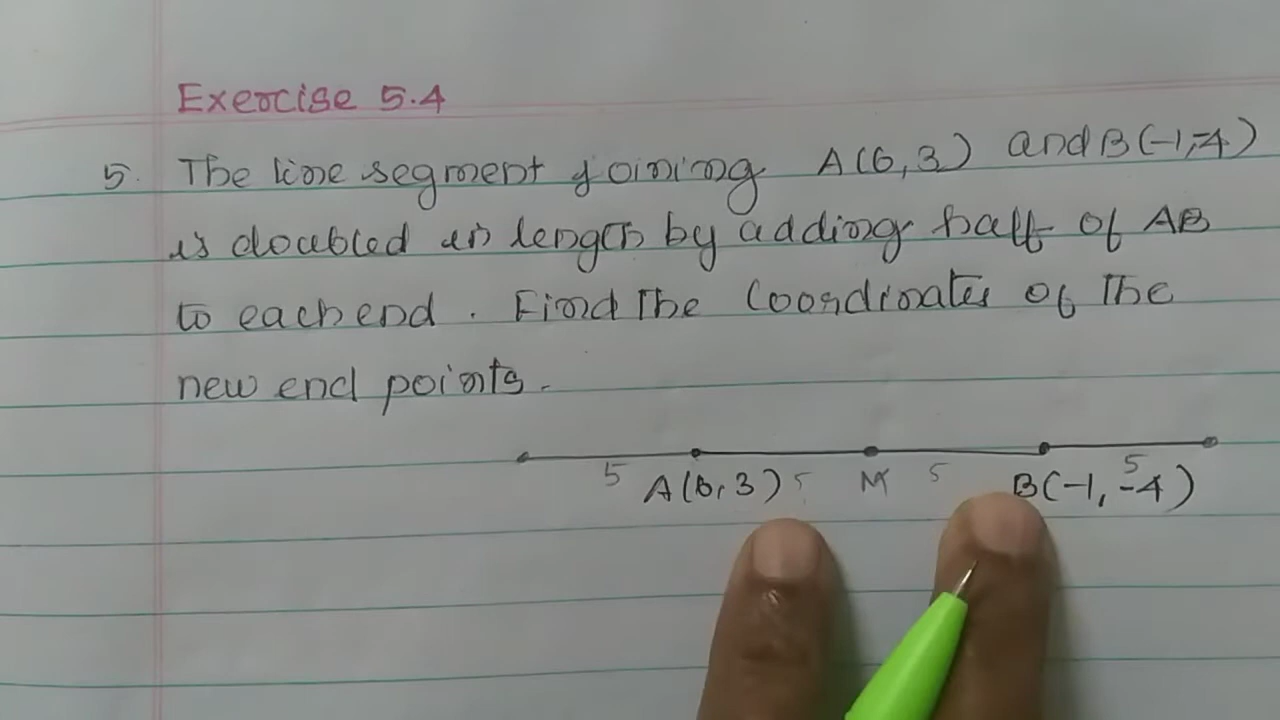 Exercise 5.4
5. The line segment joining A(6,3) and B(-1,-4)
is doubled in length by adding half of AB
to each end. Find The Coordinates of The
new end points.
5 A(6,3) 5 M 5 B(-1,-4) 5